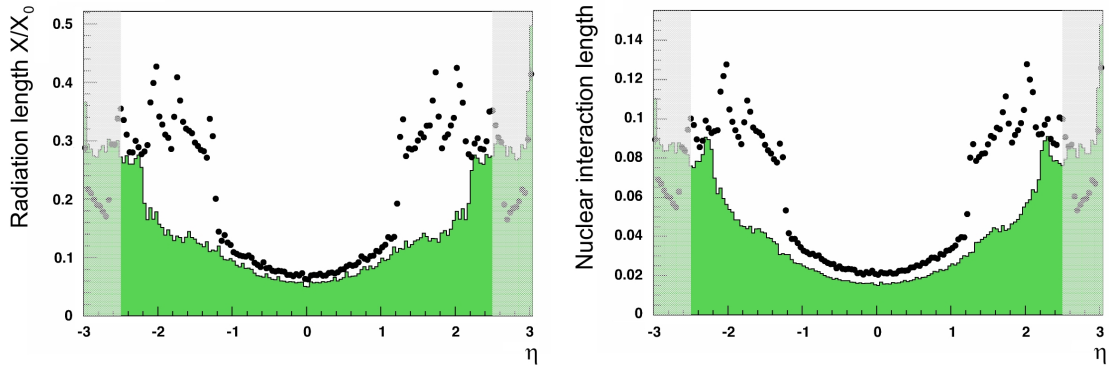 Radiation length X/X0
0.5
0.4
0.3
0.2
0.1
0
-3 -2 -1 0 1 2 3
η
Nuclear interaction length
0.14
0.12
0.1
0.08
0.06
0.04
0.02
0
-3 -2 -1 0 1 2 3
η